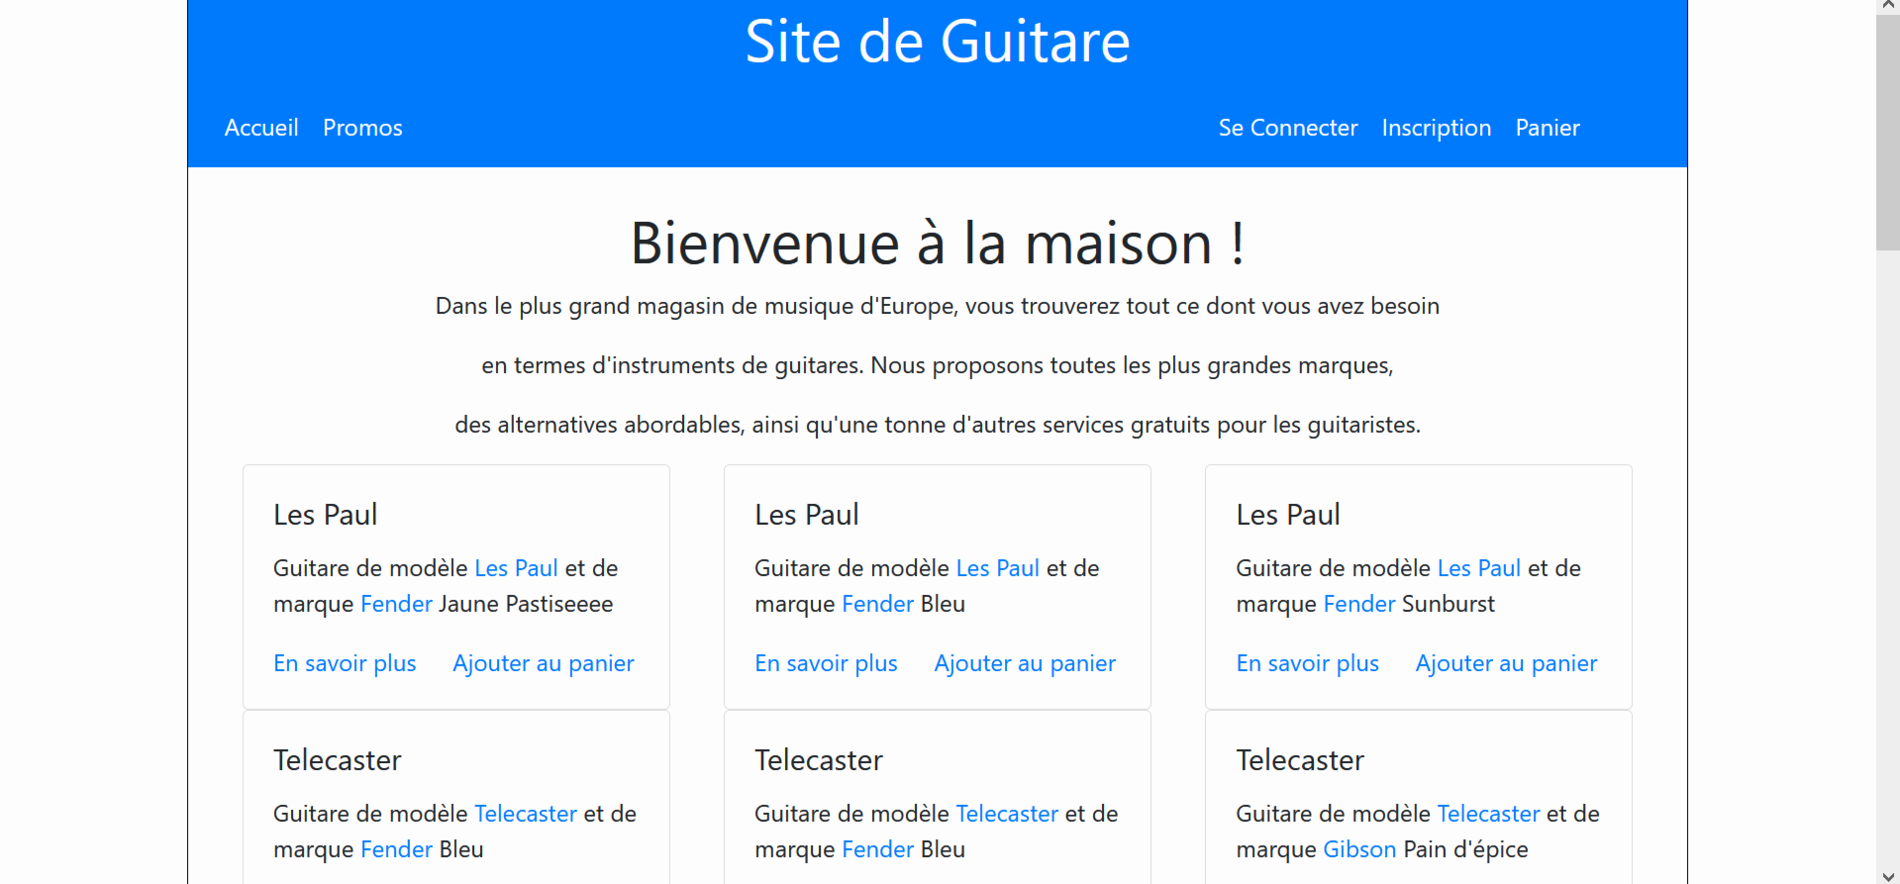 Site de Guitare
Accueil Promos Se Connecter Inscription Panier
Bienvenue à la maison !
Dans le plus grand magasin de musique d'Europe, vous trouverez tout ce dont vous avez besoin
en termes d'instruments de guitares. Nous proposons toutes les plus grandes marques,
des alternatives abordables, ainsi qu'une tonne d'autres services gratuits pour les guitaristes.
Les Paul
Guitare de modèle Les Paul et de
marque Fender Jaune Pastiseeee
En savoir plus Ajouter au panier
Les Paul
Guitare de modèle Les Paul et de
marque Fender Bleu
En savoir plus Ajouter au panier
Les Paul
Guitare de modèle Les Paul et de
marque Fender Sunburst
En savoir plus Ajouter au panier
Telecaster
Guitare de modèle Telecaster et de
marque Fender Bleu
Telecaster
Guitare de modèle Telecaster et de
marque Fender Bleu
Telecaster
Guitare de modèle Telecaster et de
marque Gibson Pain d'épice